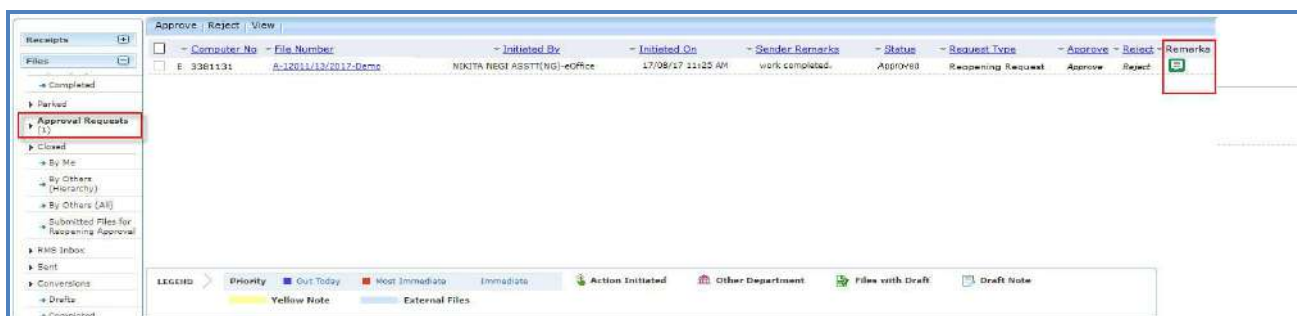 Approve | Reject | View |
Receipts
Files
Completed
Parked
Approval Requests
(1)
Closed
By Me
By Others
(Hierarchy)
By Others (All)
Submitted Files for
Reopening Approval
RMS Inbox
Sent
Conversions
Drafts
Completed
Computer No File Number Initiated By Initiated On Sender Remarks Status Request Type Approve Reject Remarks
E 3381131 A-12011/13/2017-Demo NIKITA NEGI ASSTT(NG)-eOffice 17/08/17 11:25 AM work completed. Approved Reopening Request Approve Reject
LEGEND Priority Out Today Most Immediate Immediate Action Initiated Other Department Files with Draft Draft Note
Yellow Note External Files